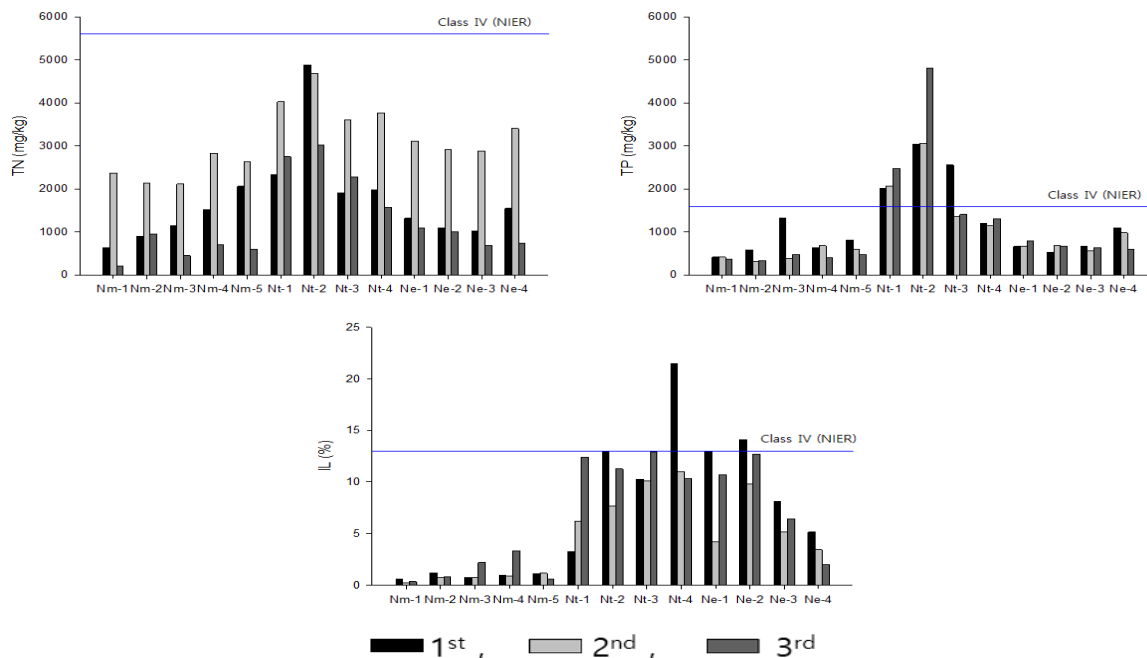 Class IV (NIER)
TN (mg/kg)
6000
5000
4000
3000
2000
1000
0
Nm-1 Nm-2 Nm-3 Nm-4 Nm-5 Nt-1 Nt-2 Nt-3 Nt-4 Ne-1 Ne-2 Ne-3 Ne-4
Class IV (NIER)
TP (mg/kg)
6000
5000
4000
3000
2000
1000
0
Nm-1 Nm-2 Nm-3 Nm-4 Nm-5 Nt-1 Nt-2 Nt-3 Nt-4 Ne-1 Ne-2 Ne-3 Ne-4
Class IV (NIER)
IL (%)
25
20
15
10
5
0
Nm-1 Nm-2 Nm-3 Nm-4 Nm-5 Nt-1 Nt-2 Nt-3 Nt-4 Ne-1 Ne-2 Ne-3 Ne-4
1st , 2nd , 3rd